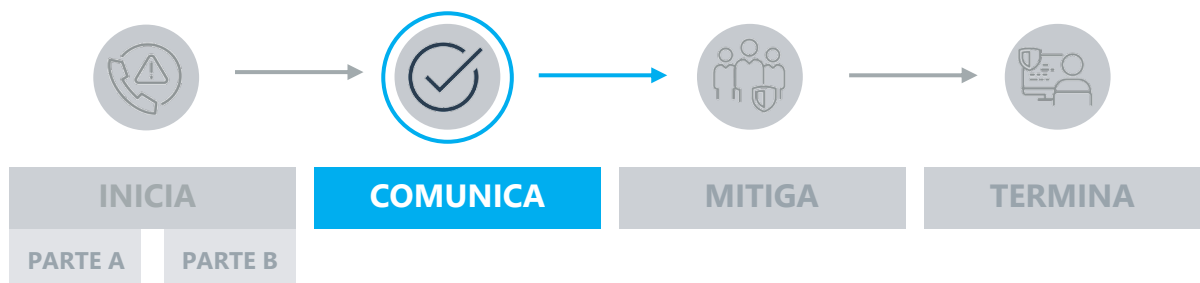 INICIA
COMUNICA
MITIGA
TERMINA
PARTE A
PARTE B